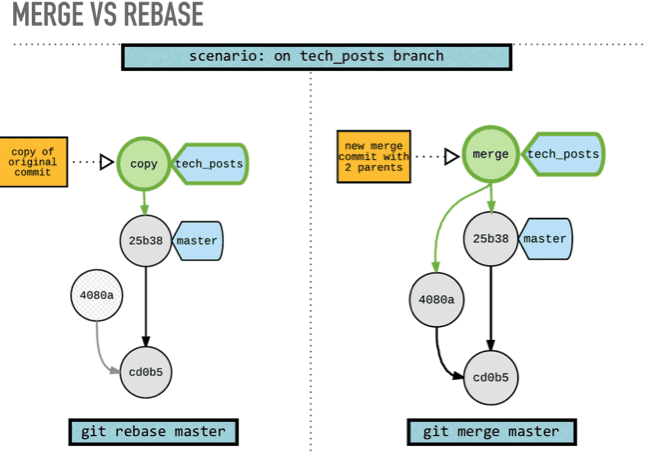 MERGE VS REBASE
scenario: on tech_posts branch
copy of
original
commit
copy
tech_posts
25b38
master
4080a
cd0b5
git rebase master
new merge
commit with
2 parents
merge
tech_posts
25b38
master
4080a
cd0b5
git merge master